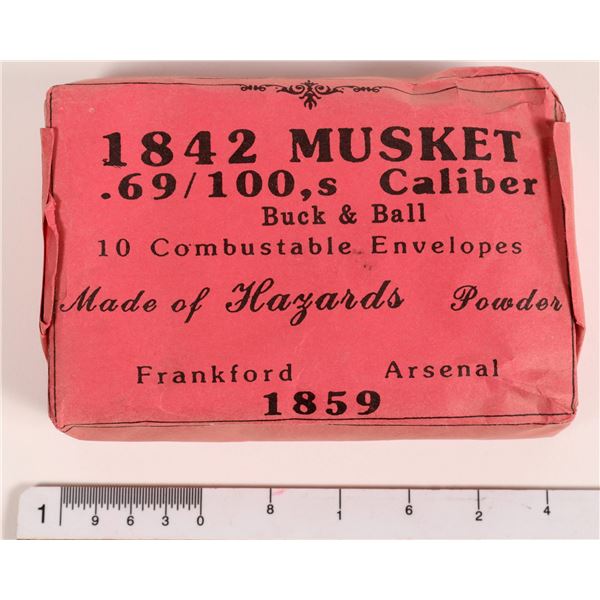 1842 MUSKET
.69/100,s Caliber
Buck & Ball
10 Combustable Envelopes
Made of Hazards Powder
Frankford Arsenal
1859
1 9 6 3 0 8 1 6 2 4